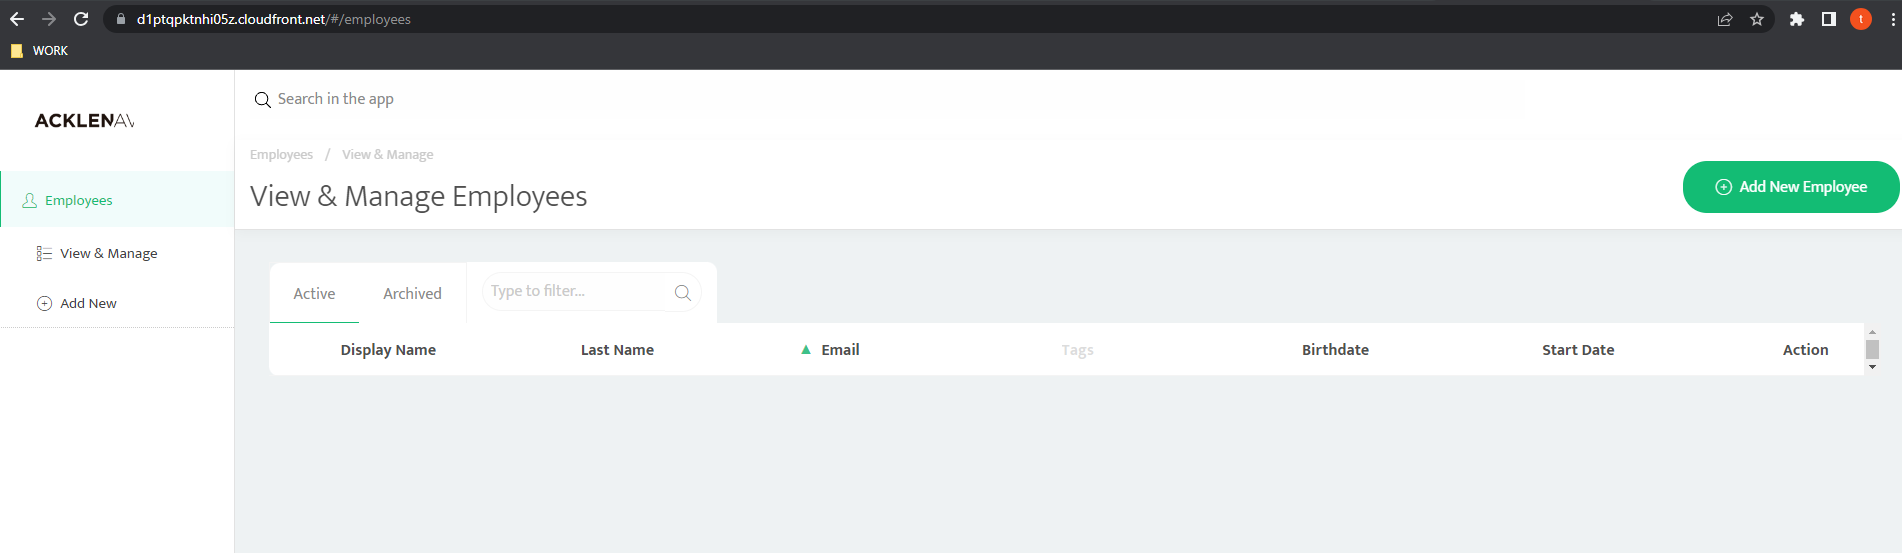 d1ptqpktnhi05z.cloudfront.net/#/employees
t
WORK
ACKLENAV
Search in the app
Employees / View & Manage
View & Manage Employees
Add New Employee
Employees
View & Manage
Add New
Active Archived Type to filter...
Display Name Last Name Email Tags Birthdate Start Date Action